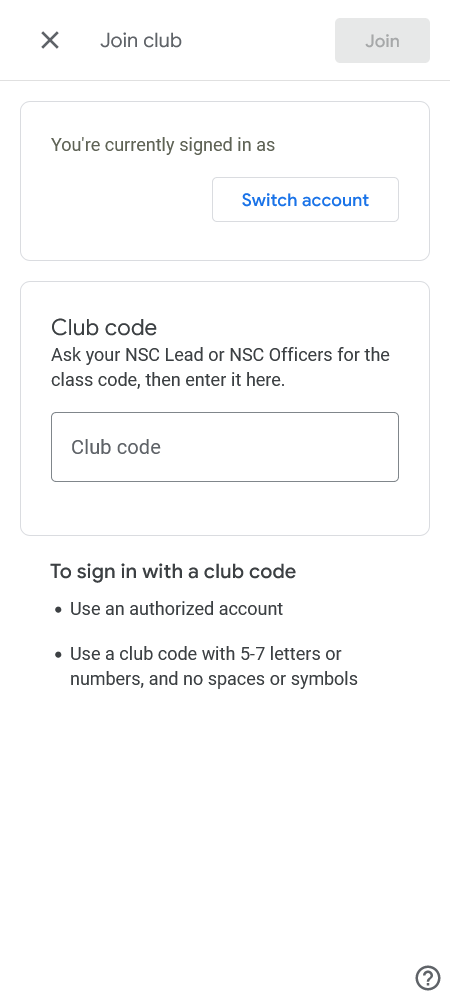 Join club
Join
You're currently signed in as
Switch account
Club code
Ask your NSC Lead or NSC Officers for the
class code, then enter it here.
Club code
To sign in with a club code
• Use an authorized account
• Use a club code with 5-7 letters or
numbers, and no spaces or symbols